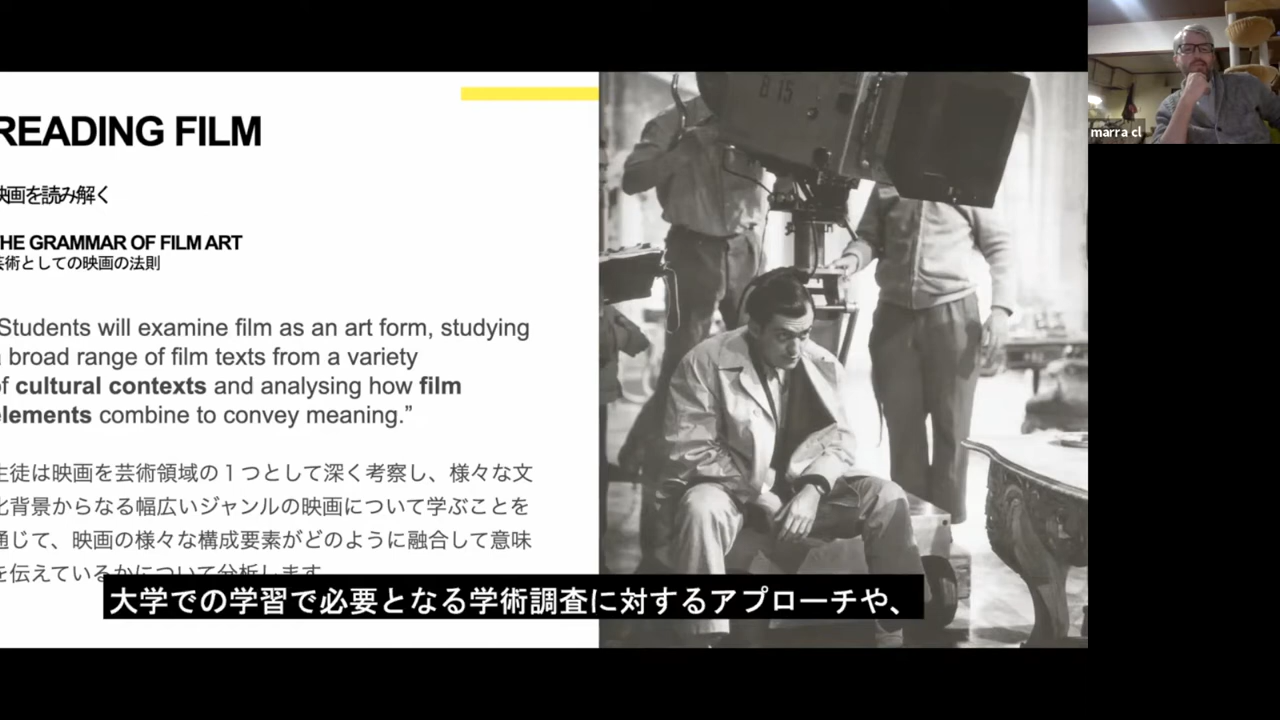 READING FILM
映画を読み解く
THE GRAMMAR OF FILM ART
芸術としての映画の法則
Students will examine film as an art form, studying
a broad range of film texts from a variety
of cultural contexts and analysing how film
elements combine to convey meaning.”
生徒は映画を芸術領域の１つとして深く考察し、様々な文
化背景からなる幅広いジャンルの映画について学ぶことを
通じて、映画の様々な構成要素がどのように融合して意味
を伝えているかについて分析します
大学での学習で必要となる学術調査に対するアプローチや、
B 15
marra cl